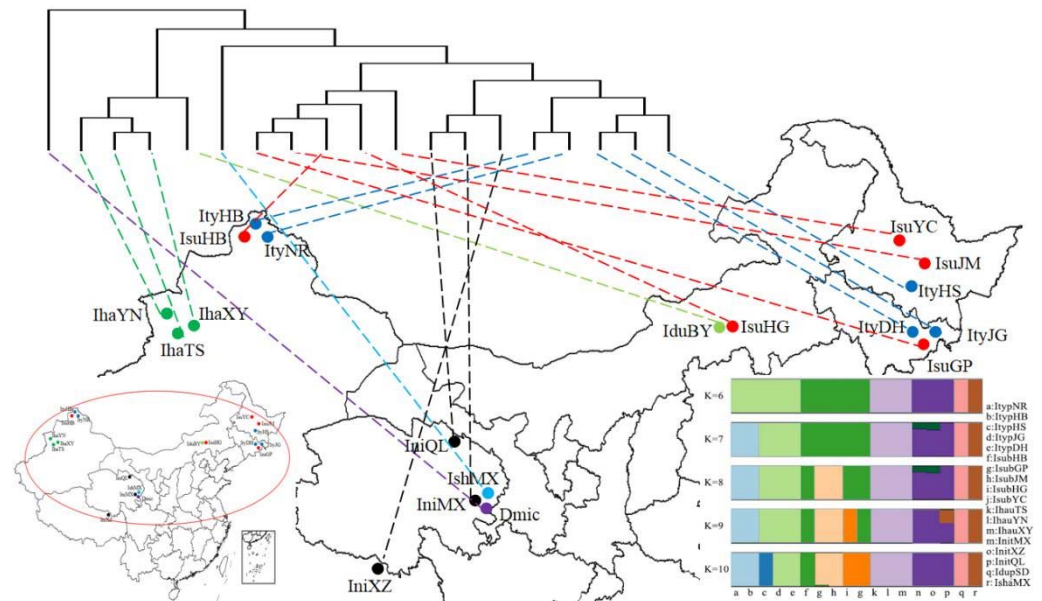 ItyHB
IsuHB
ItyNR
IsuYC
IsuJM
ItyHS
IhaYN
IhaXY
IhaTS
IduBY
IsuHG
ItyDH
ItyJG
IsuGP
IniQL
IshMX
IniMX
Dmic
IniXZ
K=6
K=7
K=8
K=9
K=10
a:ItypNR
b:ItypHB
c:ItypHS
d:ItypJG
e:ItypDH
f:IsubHB
g:IsubGP
h:IsubJM
i:IsubHG
j:IsubYC
k:IhauTS
l:IhauYN
m:IhauXY
m:InitMX
o:InitXZ
p:InitQL
q:IdupSD
r:IshaMX
a b c d e f g h i g k l m n o p q r